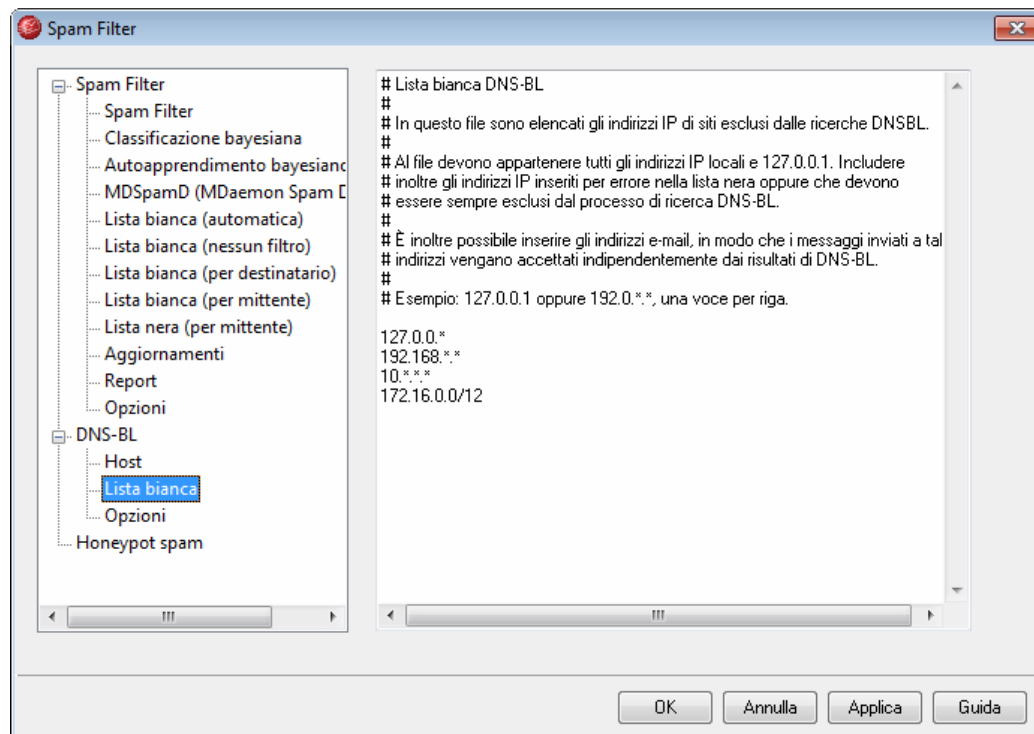 Spam Filter
Spam Filter
Spam Filter
Classificazione bayesiana
Autoapprendimento bayesiano
MDSpamD (MDaemon Spam D
Lista bianca (automatica)
Lista bianca (nessun filtro)
Lista bianca (per destinatario)
Lista bianca (per mittente)
Lista nera (per mittente)
Aggiornamenti
Report
Opzioni
DNS-BL
Host
Lista bianca
Opzioni
Honeypot spam
# Lista bianca DNS-BL
#
# In questo file sono elencati gli indirizzi IP di siti esclusi dalle ricerche DNSBL.
#
# Al file devono appartenere tutti gli indirizzi IP locali e 127.0.0.1. Includere
# inoltre gli indirizzi IP inseriti per errore nella lista nera oppure che devono
# essere sempre esclusi dal processo di ricerca DNS-BL.
#
# È inoltre possibile inserire gli indirizzi e-mail, in modo che i messaggi inviati a tal
# indirizzi vengano accettati indipendentemente dai risultati di DNS-BL.
#
# Esempio: 127.0.0.1 oppure 192.0.*.*, una voce per riga.
127.0.0.*
192.168.*.*
10.*.*.*
172.16.0.0/12
OK
Annulla
Applica
Guida